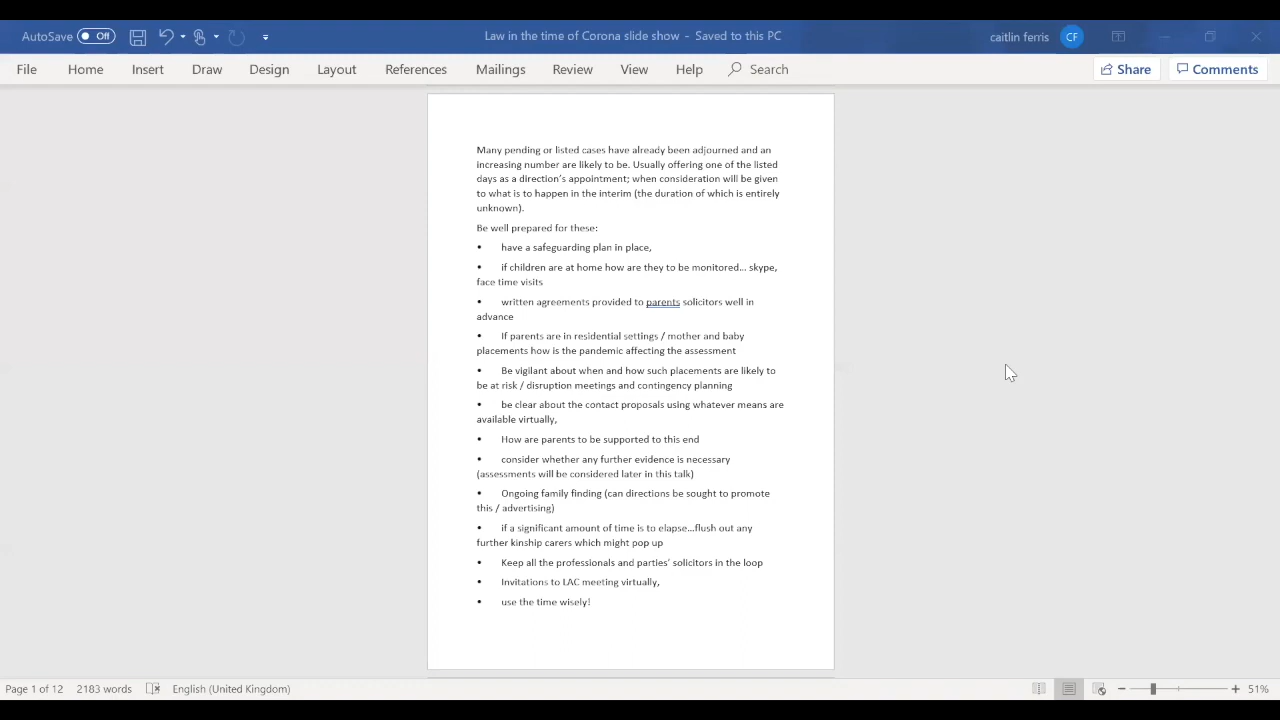 AutoSave Off
Law in the time of Corona slide show - Saved to this PC
caitlin ferris CF
File Home Insert Draw Design Layout References Mailings Review View Help Search Share Comments
Many pending or listed cases have already been adjourned and an
increasing number are likely to be. Usually offering one of the listed
days as a direction's appointment; when consideration will be given
to what is to happen in the interim (the duration of which is entirely
unknown).
Be well prepared for these:
• have a safeguarding plan in place,
• if children are at home how are they to be monitored... skype,
face time visits
• written agreements provided to parents solicitors well in
advance
• If parents are in residential settings / mother and baby
placements how is the pandemic affecting the assessment
• Be vigilant about when and how such placements are likely to
be at risk / disruption meetings and contingency planning
• be clear about the contact proposals using whatever means are
available virtually,
• How are parents to be supported to this end
• consider whether any further evidence is necessary
(assessments will be considered later in this talk)
• Ongoing family finding (can directions be sought to promote
this / advertising)
• if a significant amount of time is to elapse...flush out any
further kinship carers which might pop up
• Keep all the professionals and parties' solicitors in the loop
• Invitations to LAC meeting virtually,
• use the time wisely!
Page 1 of 12 2183 words English (United Kingdom) 51%